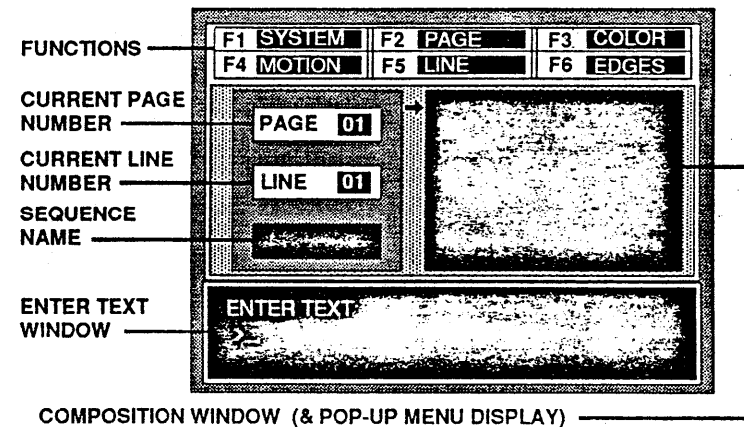 F1 SYSTEM F2 PAGE F3 COLOR
FUNCTIONS
F4 MOTION F5 LINE F6 EDGES
CURRENT PAGE
NUMBER
PAGE 01
CURRENT LINE
NUMBER
LINE 01
SEQUENCE
NAME
ENTER TEXT
WINDOW
ENTER TEXT
>_
COMPOSITION WINDOW (& POP-UP MENU DISPLAY)